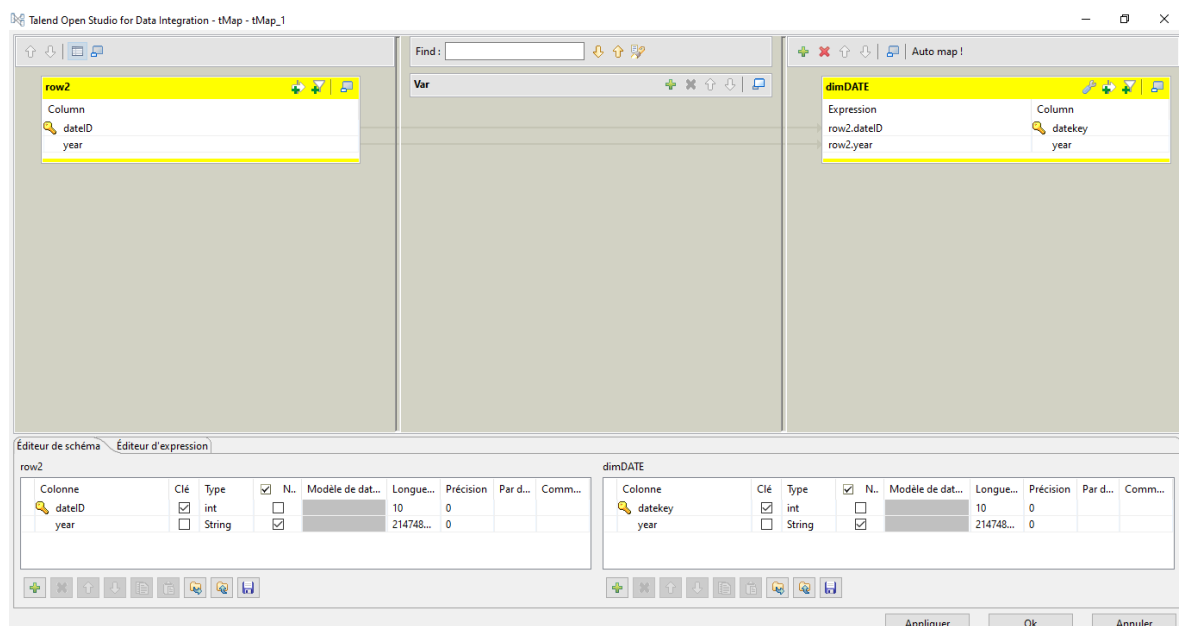 Talend Open Studio for Data Integration - tMap - tMap_1
Find :
Auto map !
row2
Column
dateID
year
Var
dimDATE
Expression Column
row2.dateID datekey
row2.year year
Éditeur de schéma Éditeur d'expression
row2
Colonne Clé Type N.. Modèle de dat... Longue... Précision Par d... Comm...
dateID int 10 0
year String 214748... 0
dimDATE
Colonne Clé Type N.. Modèle de dat... Longue... Précision Par d... Comm...
datekey int 10 0
year String 214748... 0
Appliquer Ok Annuler